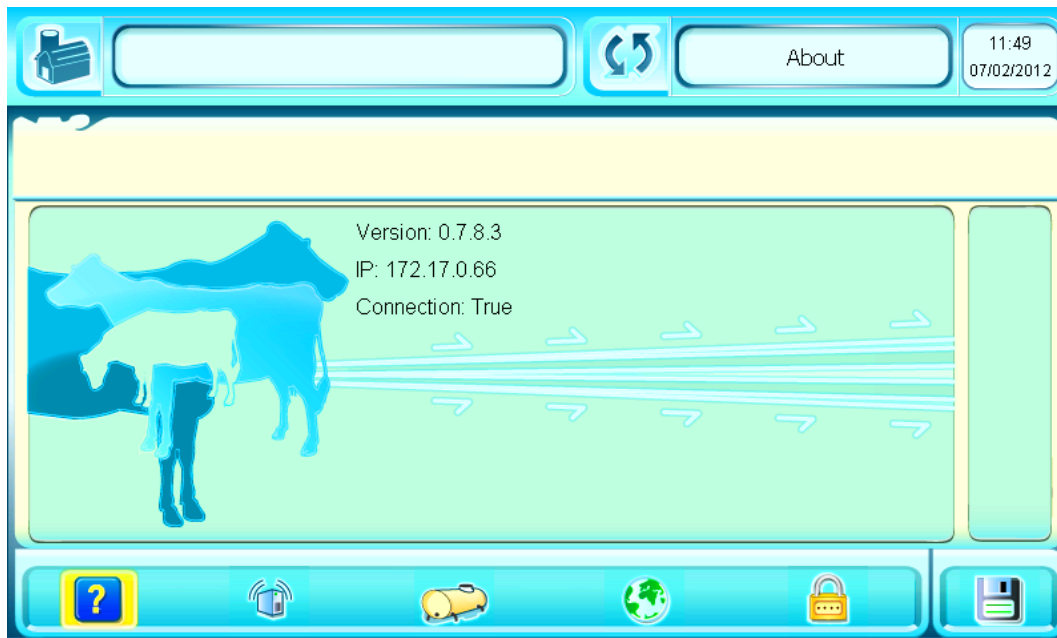 About
11:49
07/02/2012
Version: 0.7.8.3
IP: 172.17.0.66
Connection: True
?